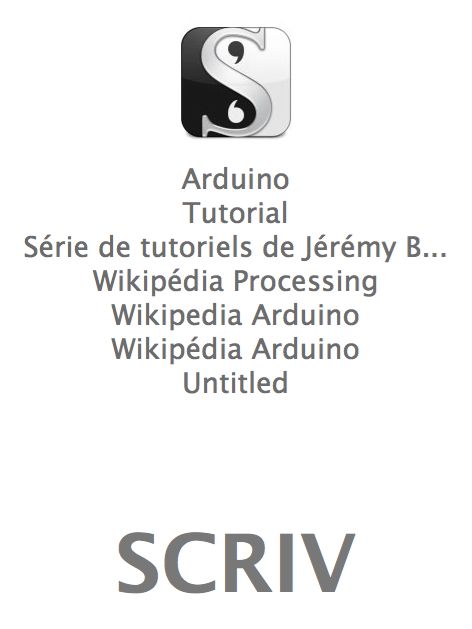 Arduino
Tutorial
Série de tutoriels de Jérémy B...
Wikipédia Processing
Wikipedia Arduino
Wikipédia Arduino
Untitled
SCRIV